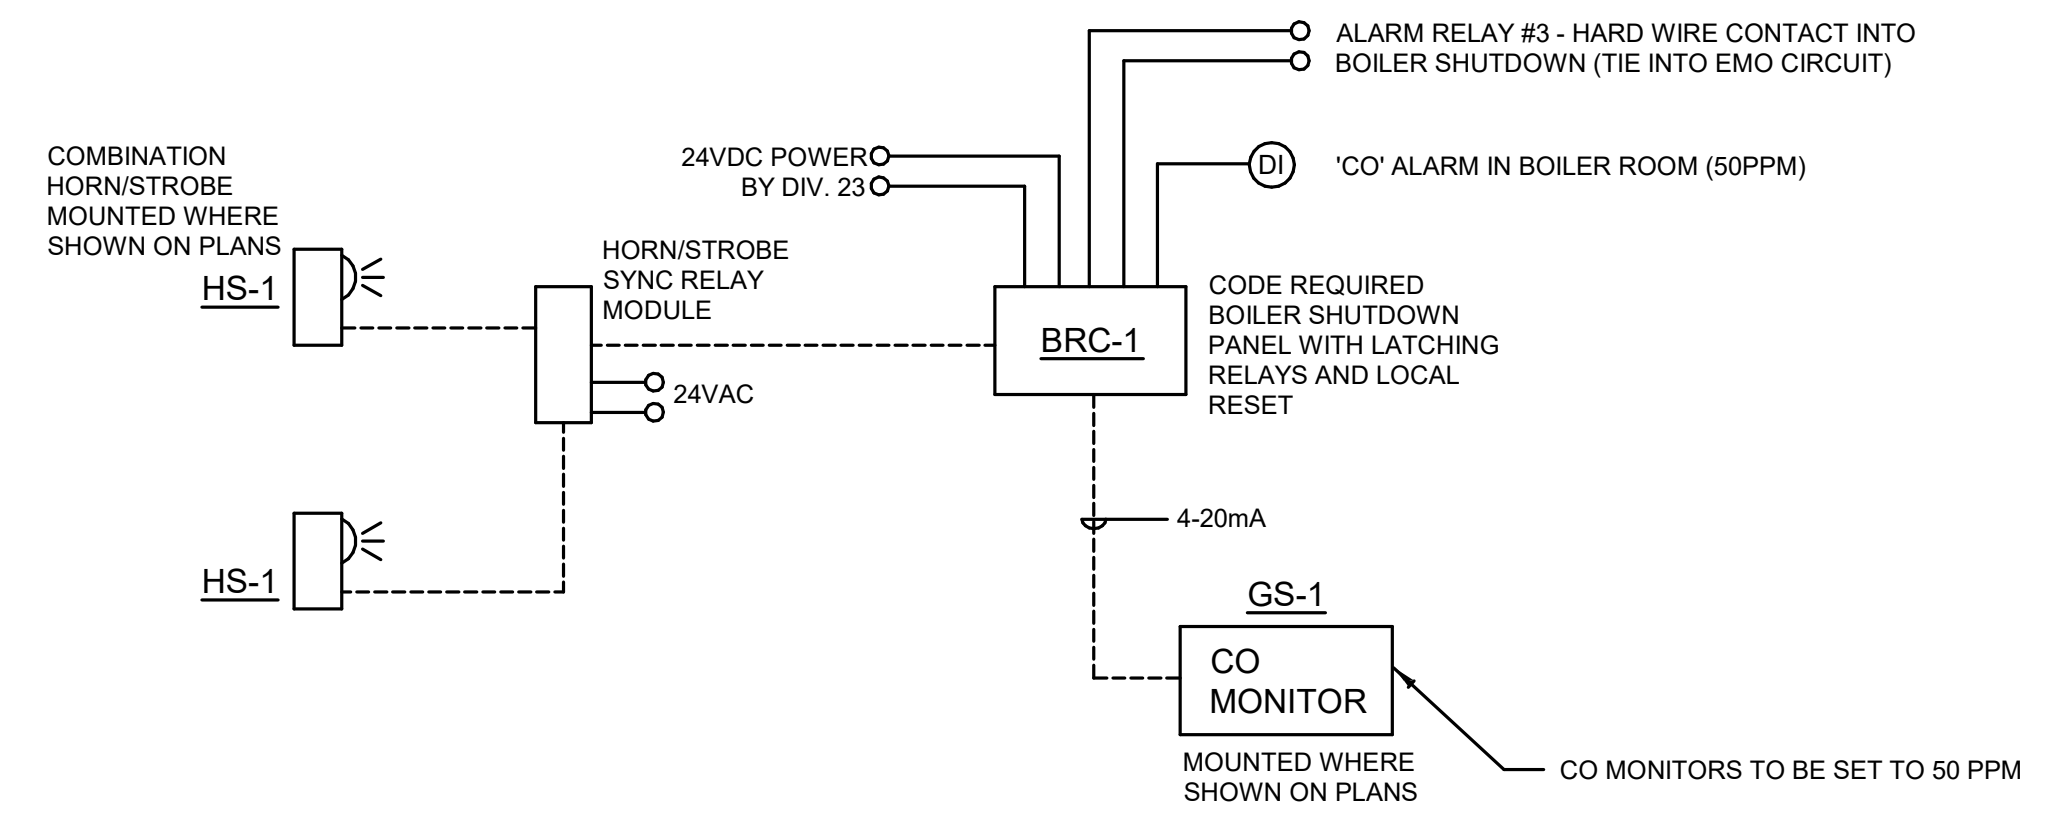 ALARM RELAY #3 - HARD WIRE CONTACT INTO
BOILER SHUTDOWN (TIE INTO EMO CIRCUIT)
24VDC POWER
BY DIV. 23
DI
'CO' ALARM IN BOILER ROOM (50PPM)
COMBINATION
HORN/STROBE
MOUNTED WHERE
SHOWN ON PLANS
HS-1
HORN/STROBE
SYNC RELAY
MODULE
24VAC
BRC-1
CODE REQUIRED
BOILER SHUTDOWN
PANEL WITH LATCHING
RELAYS AND LOCAL
RESET
4-20mA
HS-1
GS-1
CO
MONITOR
MOUNTED WHERE
SHOWN ON PLANS
CO MONITORS TO BE SET TO 50 PPM